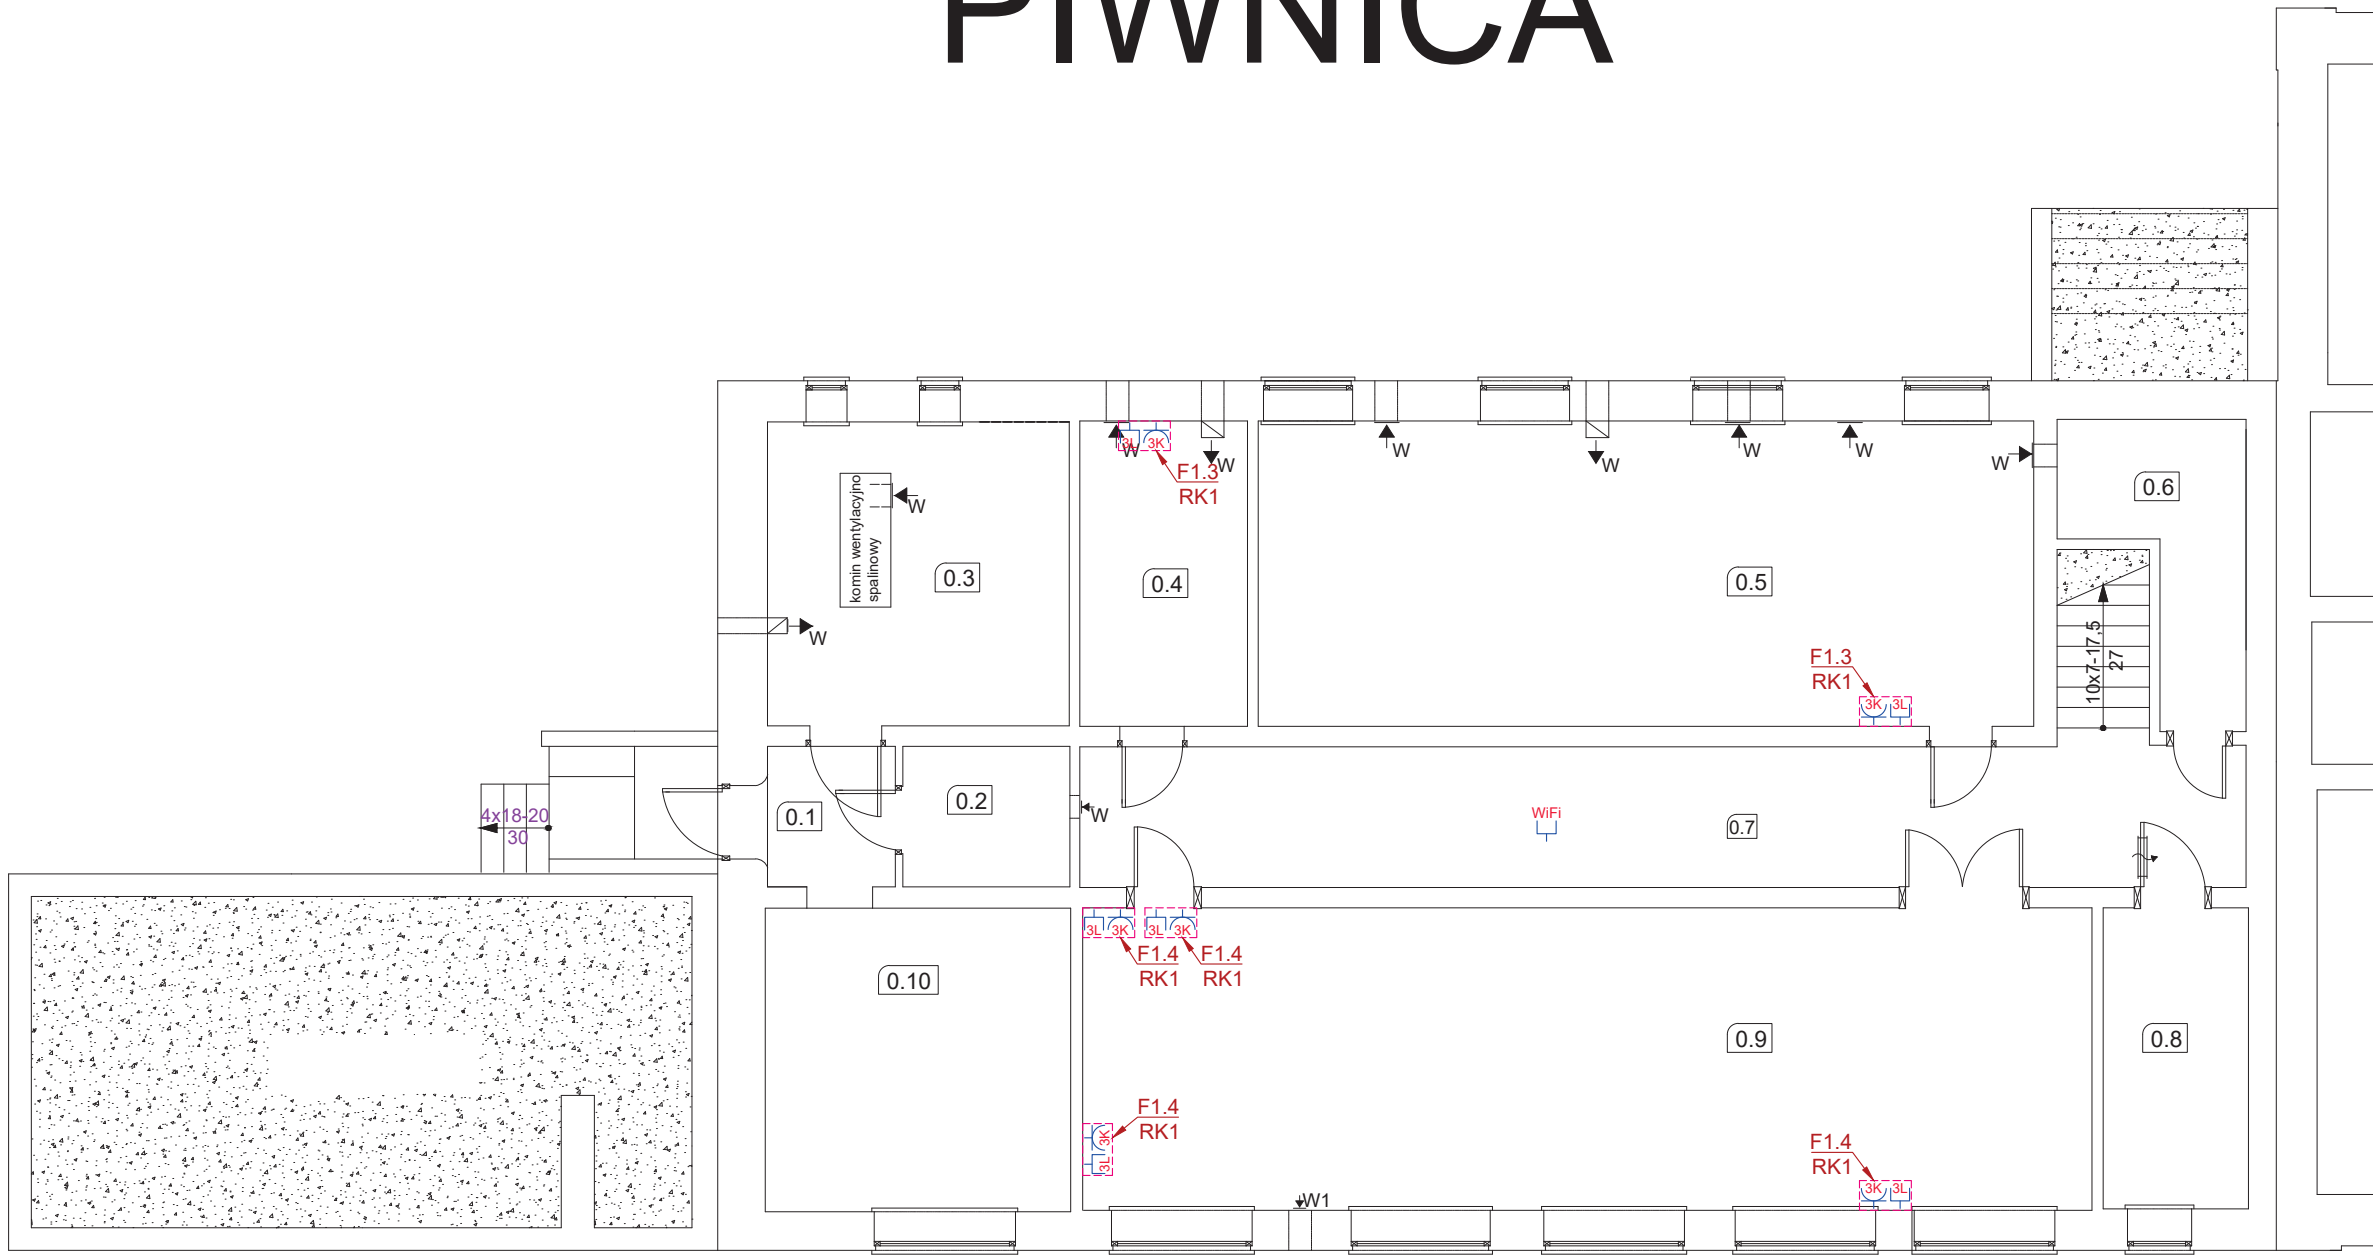 PIWNICA
3L 3K
W
W
F1.3
RK1
W
W
W
W
W
0.6
komin wentylacyjno
spalinowy
W
0.3
0.4
0.5
W
10x7-17,5
27
F1.3
RK1
3K 3L
4x18-20
30
0.1
0.2
W
WiFi
0.7
3L 3K
3L 3K
F1.4
RK1
F1.4
RK1
0.10
0.9
0.8
F1.4
RK1
3K
3L
F1.4
RK1
3K 3L
W1